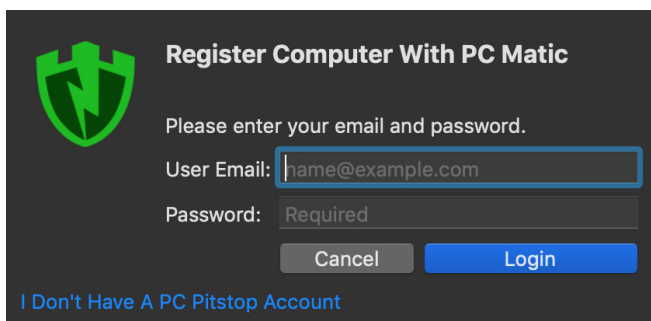 Register Computer With PC Matic
Please enter your email and password.
User Email: name@example.com
Password: Required
Cancel Login
I Don't Have A PC Pitstop Account